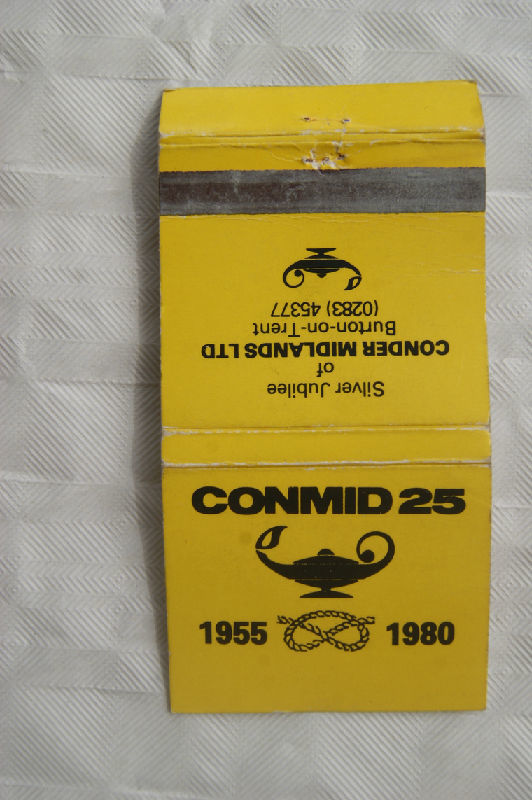 Silver Jubilee
of
CONDER MIDLANDS LTD
Burton-on-Trent
(0283) 45377
CONMID 25
1955 1980